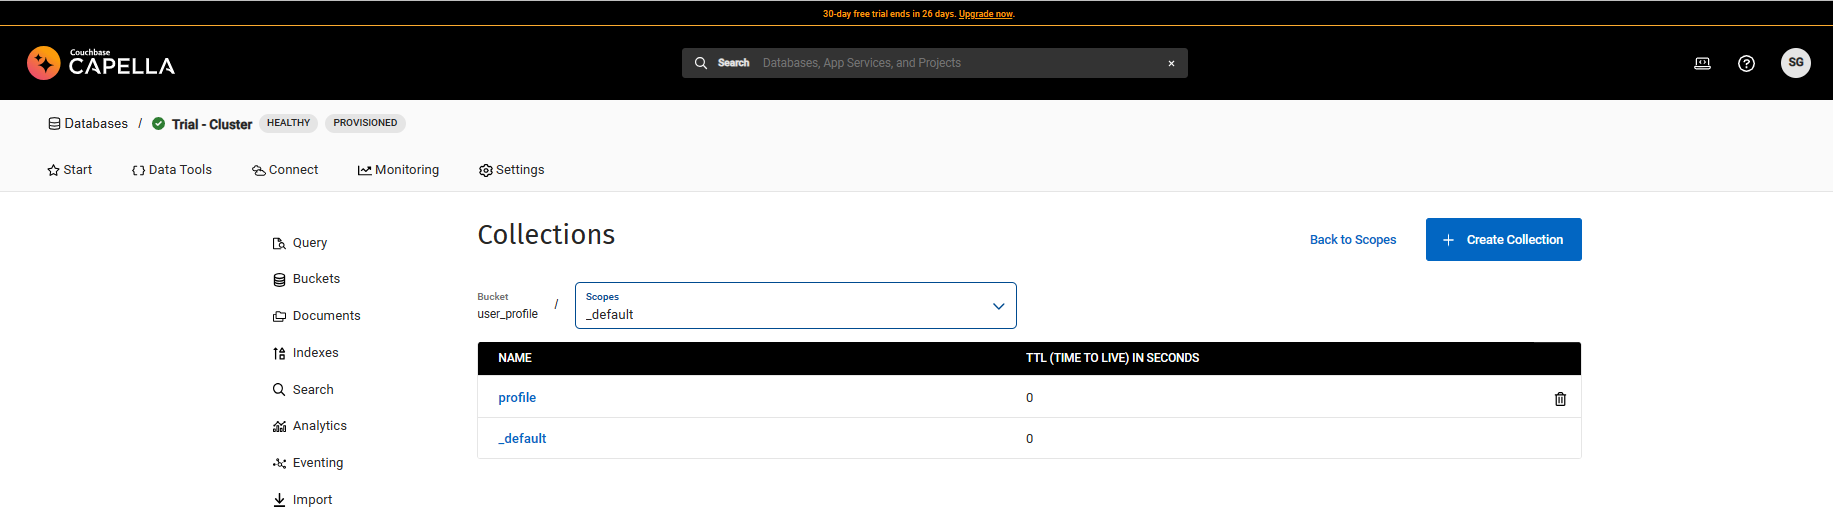 30-day free trial ends in 26 days. Upgrade now.
Couchbase
CAPELLA
Search Databases, App Services, and Projects
SG
Databases / Trial - Cluster HEALTHY PROVISIONED
Start Data Tools Connect Monitoring Settings
Query
Buckets
Documents
Indexes
Search
Analytics
Eventing
Import
Collections
Back to Scopes
+ Create Collection
Bucket
user_profile
/
Scopes
_default
NAME TTL (TIME TO LIVE) IN SECONDS
profile 0
_default 0